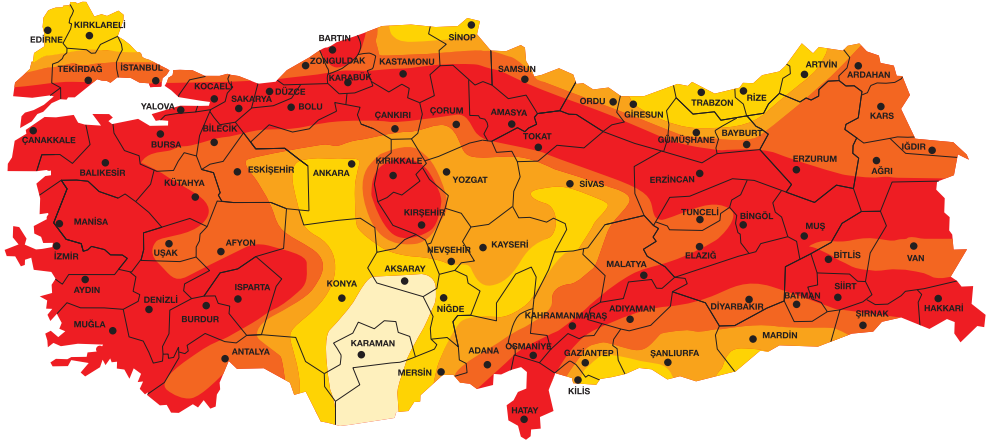 KIRKLARELİ
EDİRNE
TEKİRDAĞ
İSTANBUL
BARTIN
ZONGULDAK
KASTAMONU
SİNOP
KARABÜK
SAMSUN
ARTVİN
ARDAHAN
KOCAELİ
SAKARYA
DÜZCE
BOLU
YALOVA
ORDU
GİRESUN
TRABZON
RİZE
KARS
ÇANAKKALE
BURSA
BİLECİK
ÇANKIRI
ÇORUM
AMASYA
TOKAT
GÜMÜŞHANE
BAYBURT
IĞDIR
BALIKESİR
KÜTAHYA
ESKİŞEHİR
ANKARA
KIRIKKALE
YOZGAT
SİVAS
ERZİNCAN
ERZURUM
AĞRI
MANİSA
KIRŞEHİR
TUNCELİ
BİNGÖL
MUŞ
İZMİR
UŞAK
AFYON
NEVŞEHİR
KAYSERİ
ELAZIĞ
BİTLİS
VAN
AYDIN
DENİZLİ
ISPARTA
KONYA
AKSARAY
MALATYA
BURDUR
NİĞDE
KAHRAMANMARAŞ
ADIYAMAN
DİYARBAKIR
BATMAN
SİİRT
ŞIRNAK
HAKKARİ
MUĞLA
ANTALYA
KARAMAN
MERSİN
ADANA
OSMANİYE
GAZİANTEP
ŞANLIURFA
MARDİN
KİLİS
HATAY